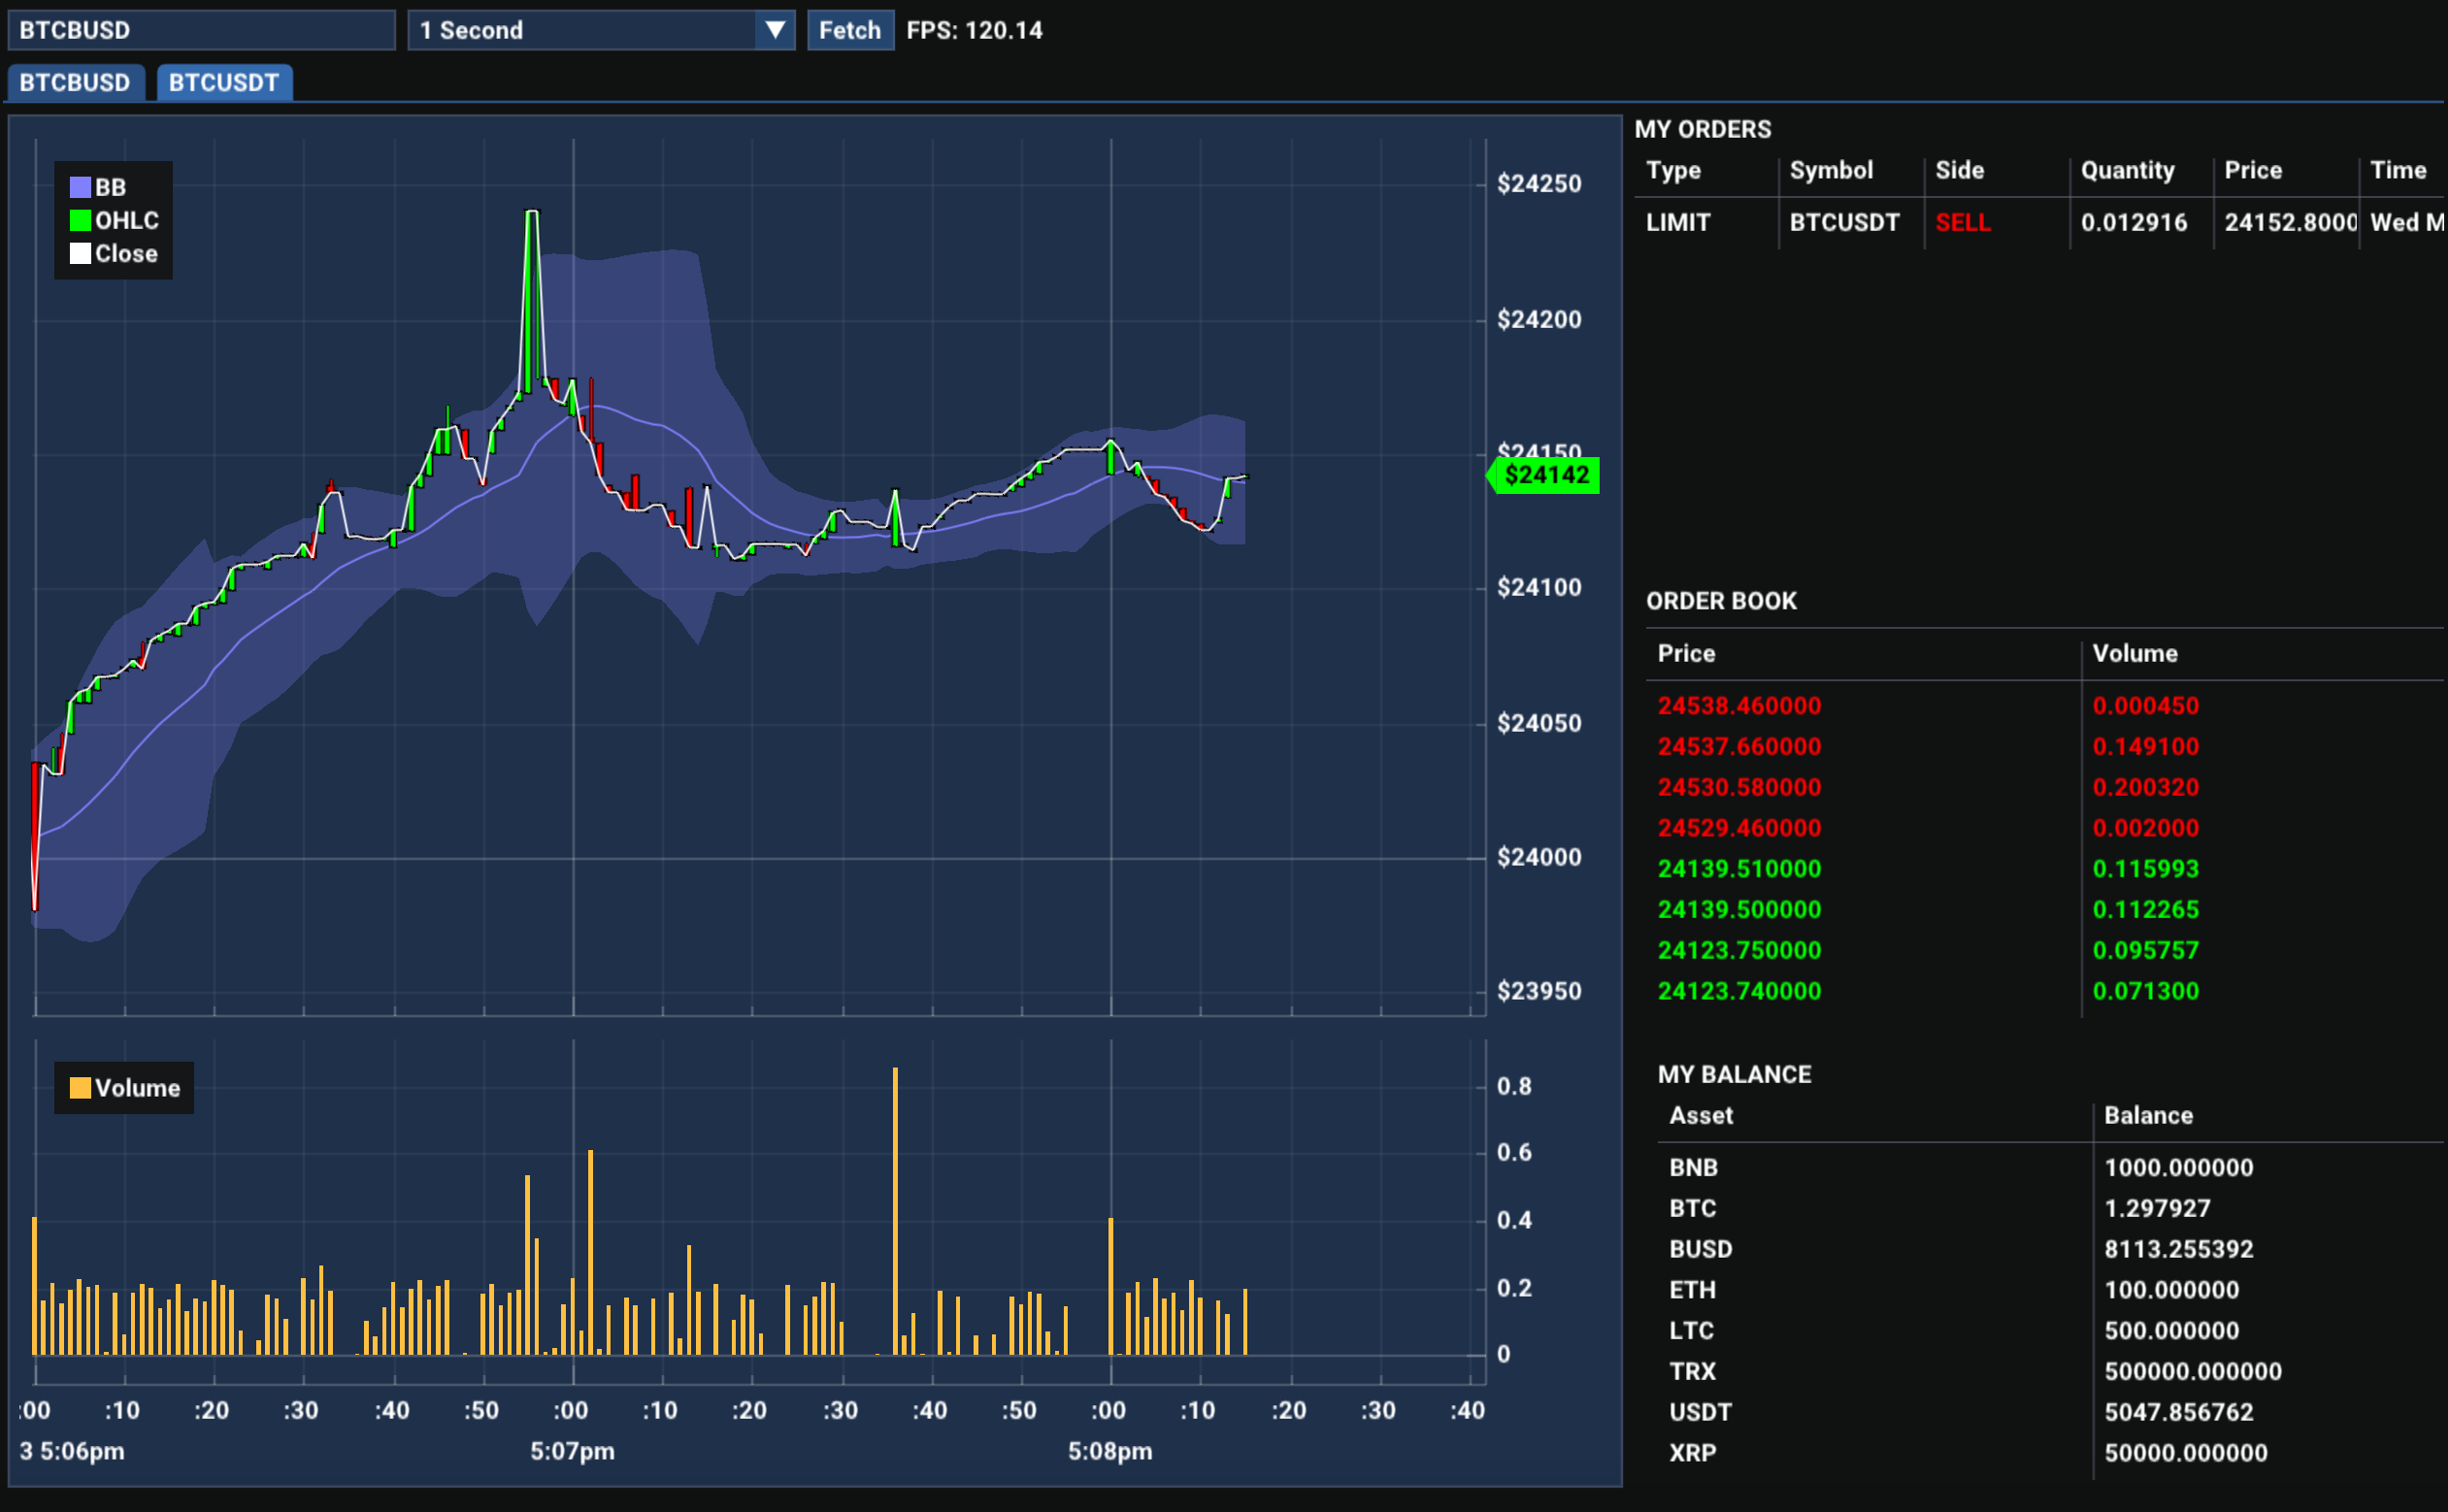 BTCBUSD 1 Second Fetch FPS: 120.14
BTCBUSD BTCUSDT
BB
OHLC
Close
$24250
$24200
$24150
$24142
$24100
$24050
$24000
$23950
Volume
0.8
0.6
0.4
0.2
0
:00 :10 :20 :30 :40 :50 :00 :10 :20 :30 :40 :50 :00 :10 :20 :30 :40
3 5:06pm 5:07pm 5:08pm
MY ORDERS
Type Symbol Side Quantity Price Time
LIMIT BTCUSDT SELL 0.012916 24152.8000 Wed M
ORDER BOOK
Price Volume
24538.460000 0.000450
24537.660000 0.149100
24530.580000 0.200320
24529.460000 0.002000
24139.510000 0.115993
24139.500000 0.112265
24123.750000 0.095757
24123.740000 0.071300
MY BALANCE
Asset Balance
BNB 1000.000000
BTC 1.297927
BUSD 8113.255392
ETH 100.000000
LTC 500.000000
TRX 500000.000000
USDT 5047.856762
XRP 50000.000000